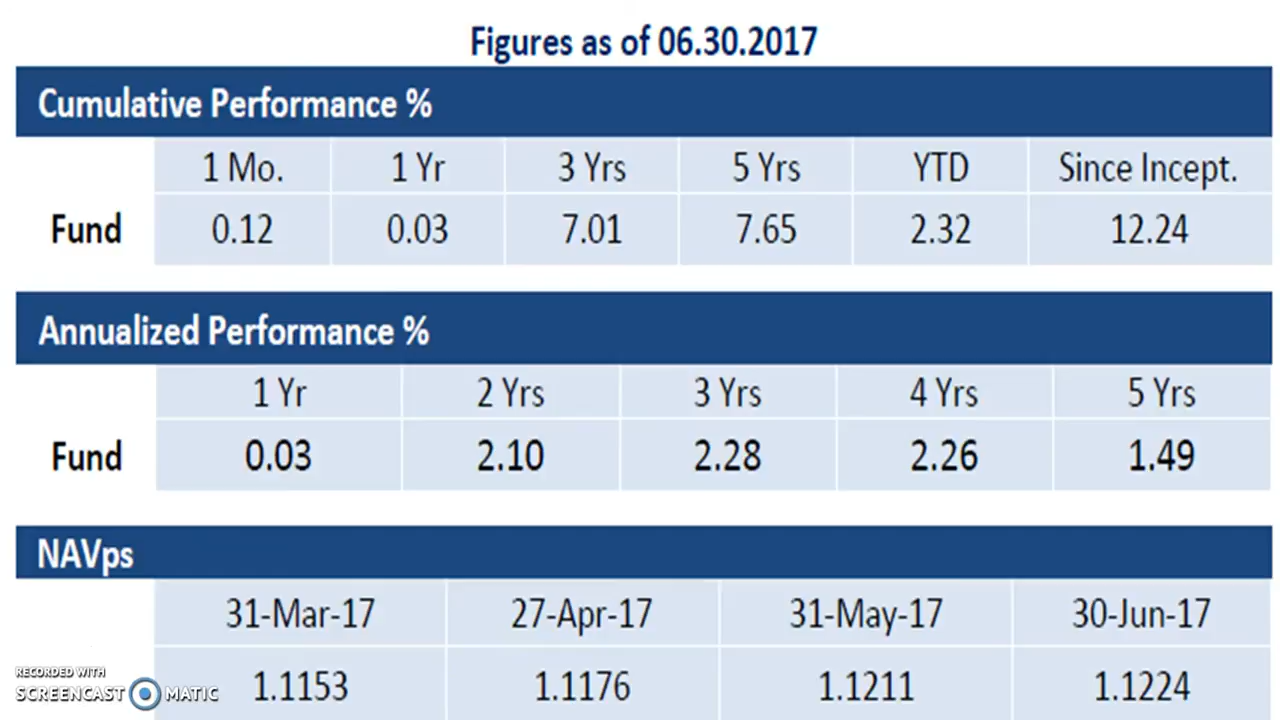 Figures as of 06.30.2017
Cumulative Performance %
1 Mo. 1 Yr 3 Yrs 5 Yrs YTD Since Incept.
Fund 0.12 0.03 7.01 7.65 2.32 12.24
Annualized Performance %
1 Yr 2 Yrs 3 Yrs 4 Yrs 5 Yrs
Fund 0.03 2.10 2.28 2.26 1.49
NAVps
31-Mar-17 27-Apr-17 31-May-17 30-Jun-17
1.1153 1.1176 1.1211 1.1224
RECORDED WITH
SCREENCAST MATIC